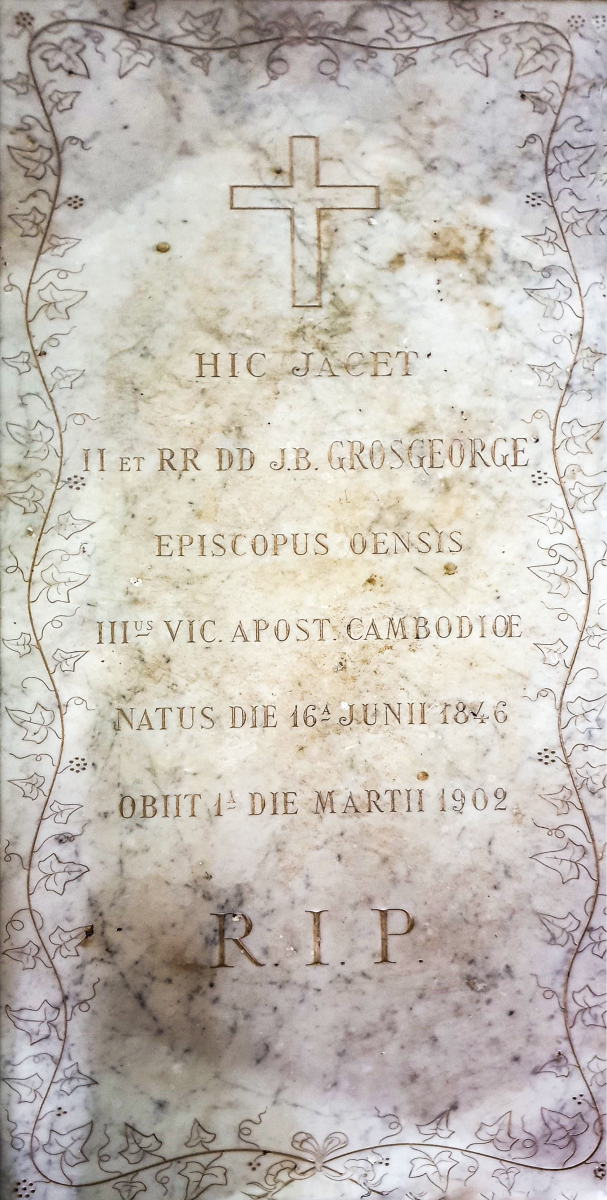 HIC JACET
II ET RR DD J.B. GROSGEORGE
EPISCOPUS OENSIS
IIIUS VIC. APOST. CAMBODIŒ
NATUS DIE 16A JUNII 1846
OBIIT 1A DIE MARTII 1902
R.I.P